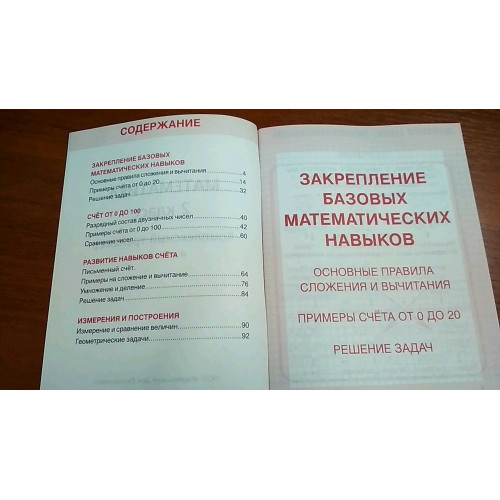 СОДЕРЖАНИЕ
ЗАКРЕПЛЕНИЕ БАЗОВЫХ
МАТЕМАТИЧЕСКИХ НАВЫКОВ
Основные правила сложения и вычитания 4
Примеры счёта от 0 до 20 14
Решение задач 32
СЧЁТ ОТ 0 ДО 100
Разрядный состав двузначных чисел 40
Примеры счёта от 0 до 100 42
Сравнение чисел 60
РАЗВИТИЕ НАВЫКОВ СЧЁТА
Письменный счёт.
Примеры на сложение и вычитание 64
Умножение и деление 76
Решение задач 84
ИЗМЕРЕНИЯ И ПОСТРОЕНИЯ
Измерение и сравнение величин 90
Геометрические задачи 92
ЗАКРЕПЛЕНИЕ
БАЗОВЫХ
МАТЕМАТИЧЕСКИХ
НАВЫКОВ
ОСНОВНЫЕ ПРАВИЛА
СЛОЖЕНИЯ И ВЫЧИТАНИЯ
ПРИМЕРЫ СЧЁТА ОТ 0 ДО 20
РЕШЕНИЕ ЗАДАЧ